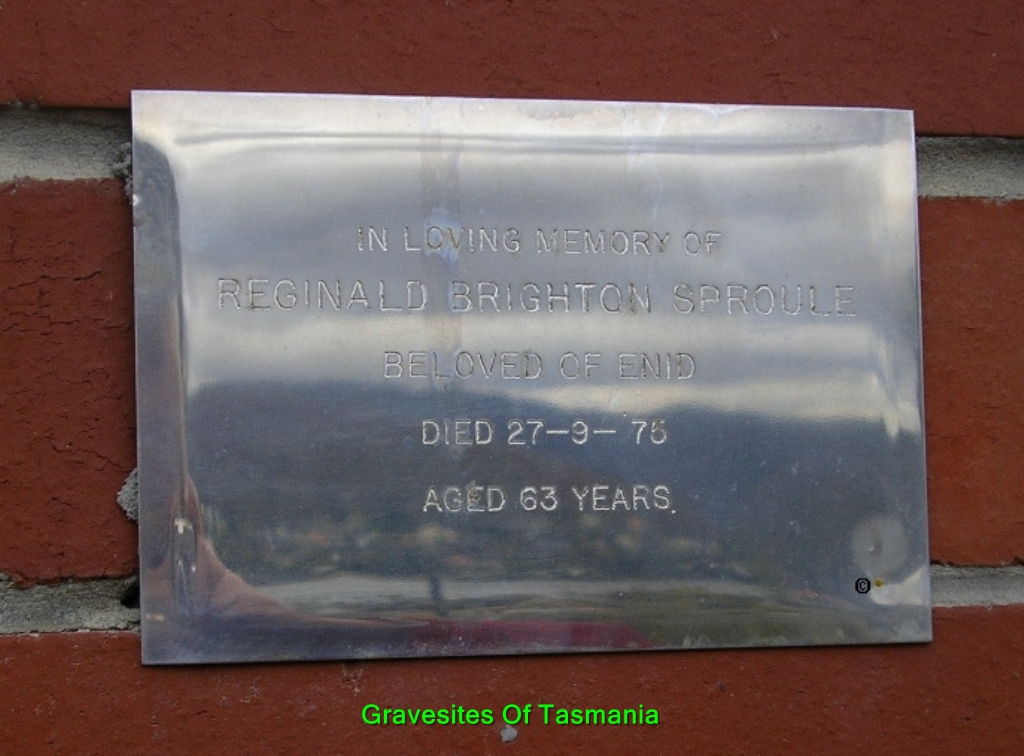 IN LOVING MEMORY OF
REGINALD BRIGHTON SPROULE
BELOVED OF ENID
DIED 27-9- 75
AGED 63 YEARS.
©
Gravesites Of Tasmania